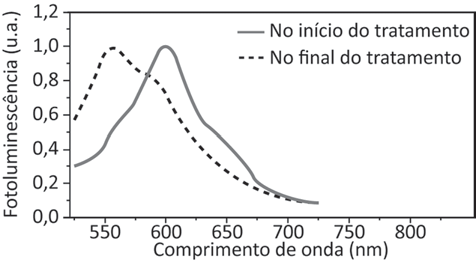 1,2
1,0
0,8
0,6
0,4
0,2
0,0
Fotoluminescência (u.a.)
No início do tratamento
No final do tratamento
550 600 650 700 750 800
Comprimento de onda (nm)